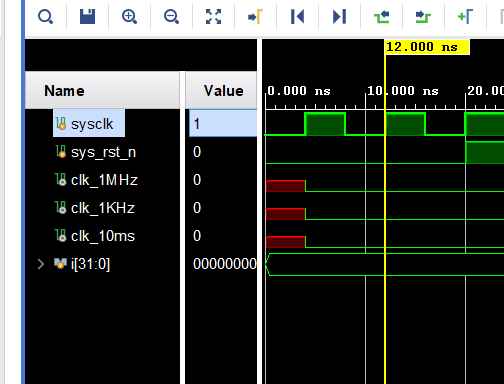 12.000 ns
Name Value
0.000 ns 10.000 ns 20.00
sysclk 1
sys_rst_n 0
clk_1MHz 0
clk_1KHz 0
clk_10ms 0
i[31:0] 00000000